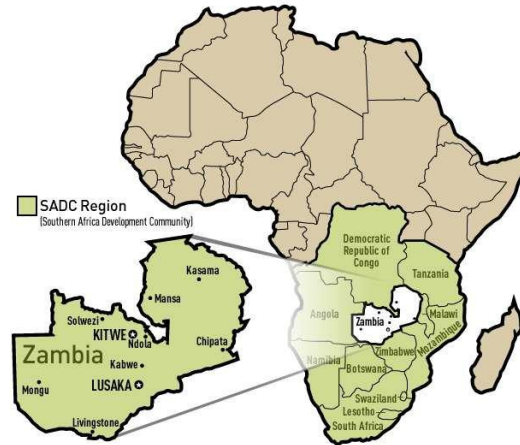 SADC Region
(Southern Africa Development Community)
Kasama
Mansa
Solwezi
KITWE
Ndola
Zambia
Kabwe
Chipata
Mongu
LUSAKA
Livingstone
Democratic
Republic of
Congo
Tanzania
Angola
Zambia
Malawi
Mozambique
Zimbabwe
Namibia
Botswana
Swaziland
Lesotho
South Africa